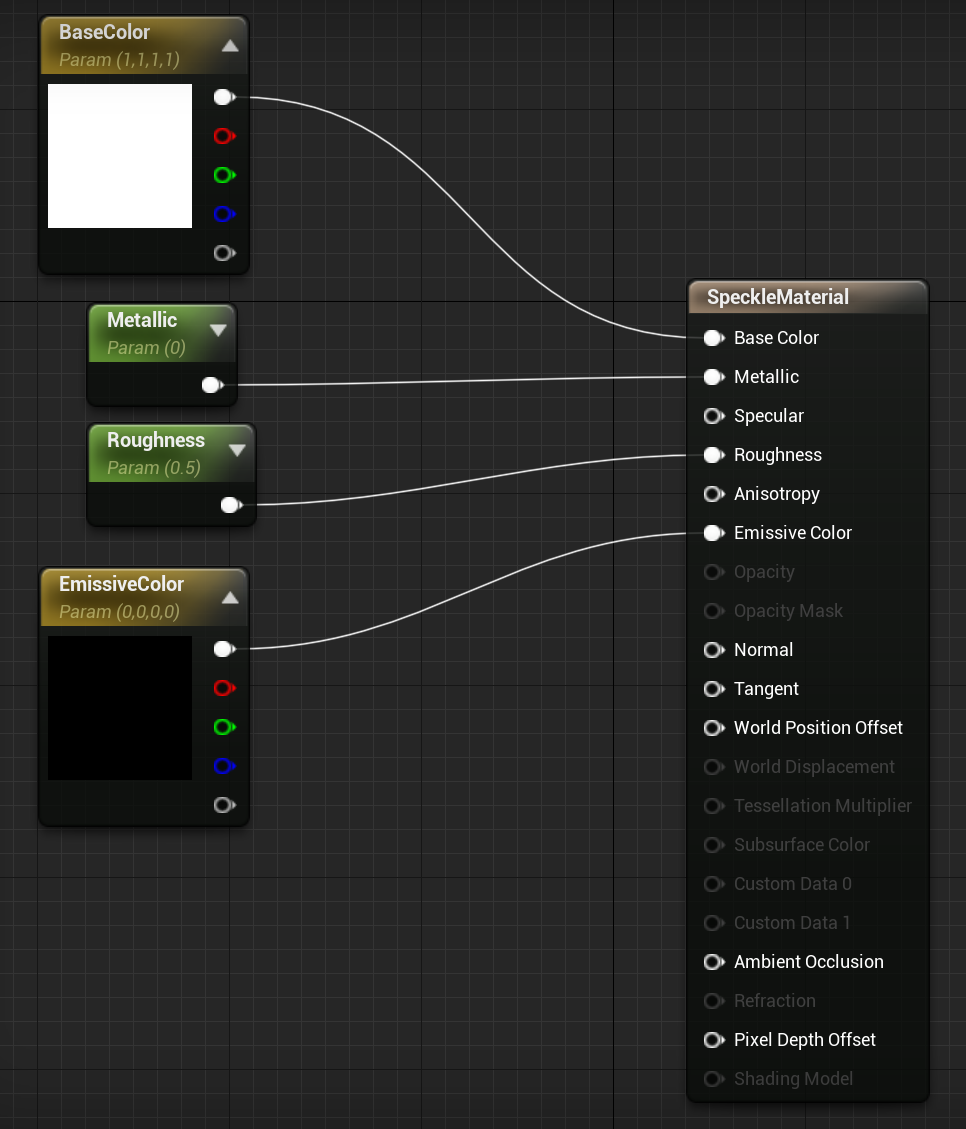 BaseColor
Param (1,1,1,1)
Metallic
Param (0)
Roughness
Param (0.5)
EmissiveColor
Param (0,0,0,0)
SpeckleMaterial
Base Color
Metallic
Specular
Roughness
Anisotropy
Emissive Color
Opacity
Opacity Mask
Normal
Tangent
World Position Offset
World Displacement
Tessellation Multiplier
Subsurface Color
Custom Data 0
Custom Data 1
Ambient Occlusion
Refraction
Pixel Depth Offset
Shading Model